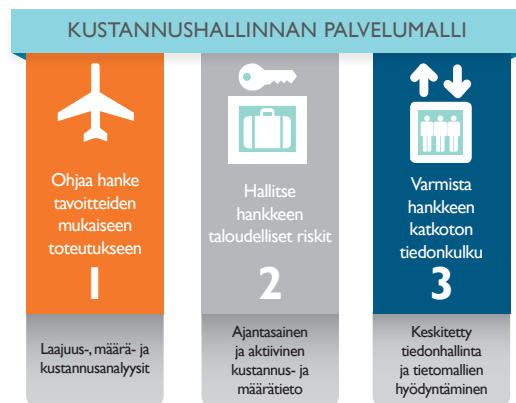 KUSTANNUSHALLINNAN PALVELUMALLI
Ohjaa hanke
tavoitteiden
mukaiseen
toteutukseen
1
Laajuus-, määrä- ja
kustannusanalyysit
Hallitse
hankkeen
taloudelliset riskit
2
Ajantasainen
ja aktiivinen
kustannus- ja
määrätieto
Varmista
hankkeen
katkoton
tiedonkulku
3
Keskitetty
tiedonhallinta
ja tietomallien
hyödyntäminen